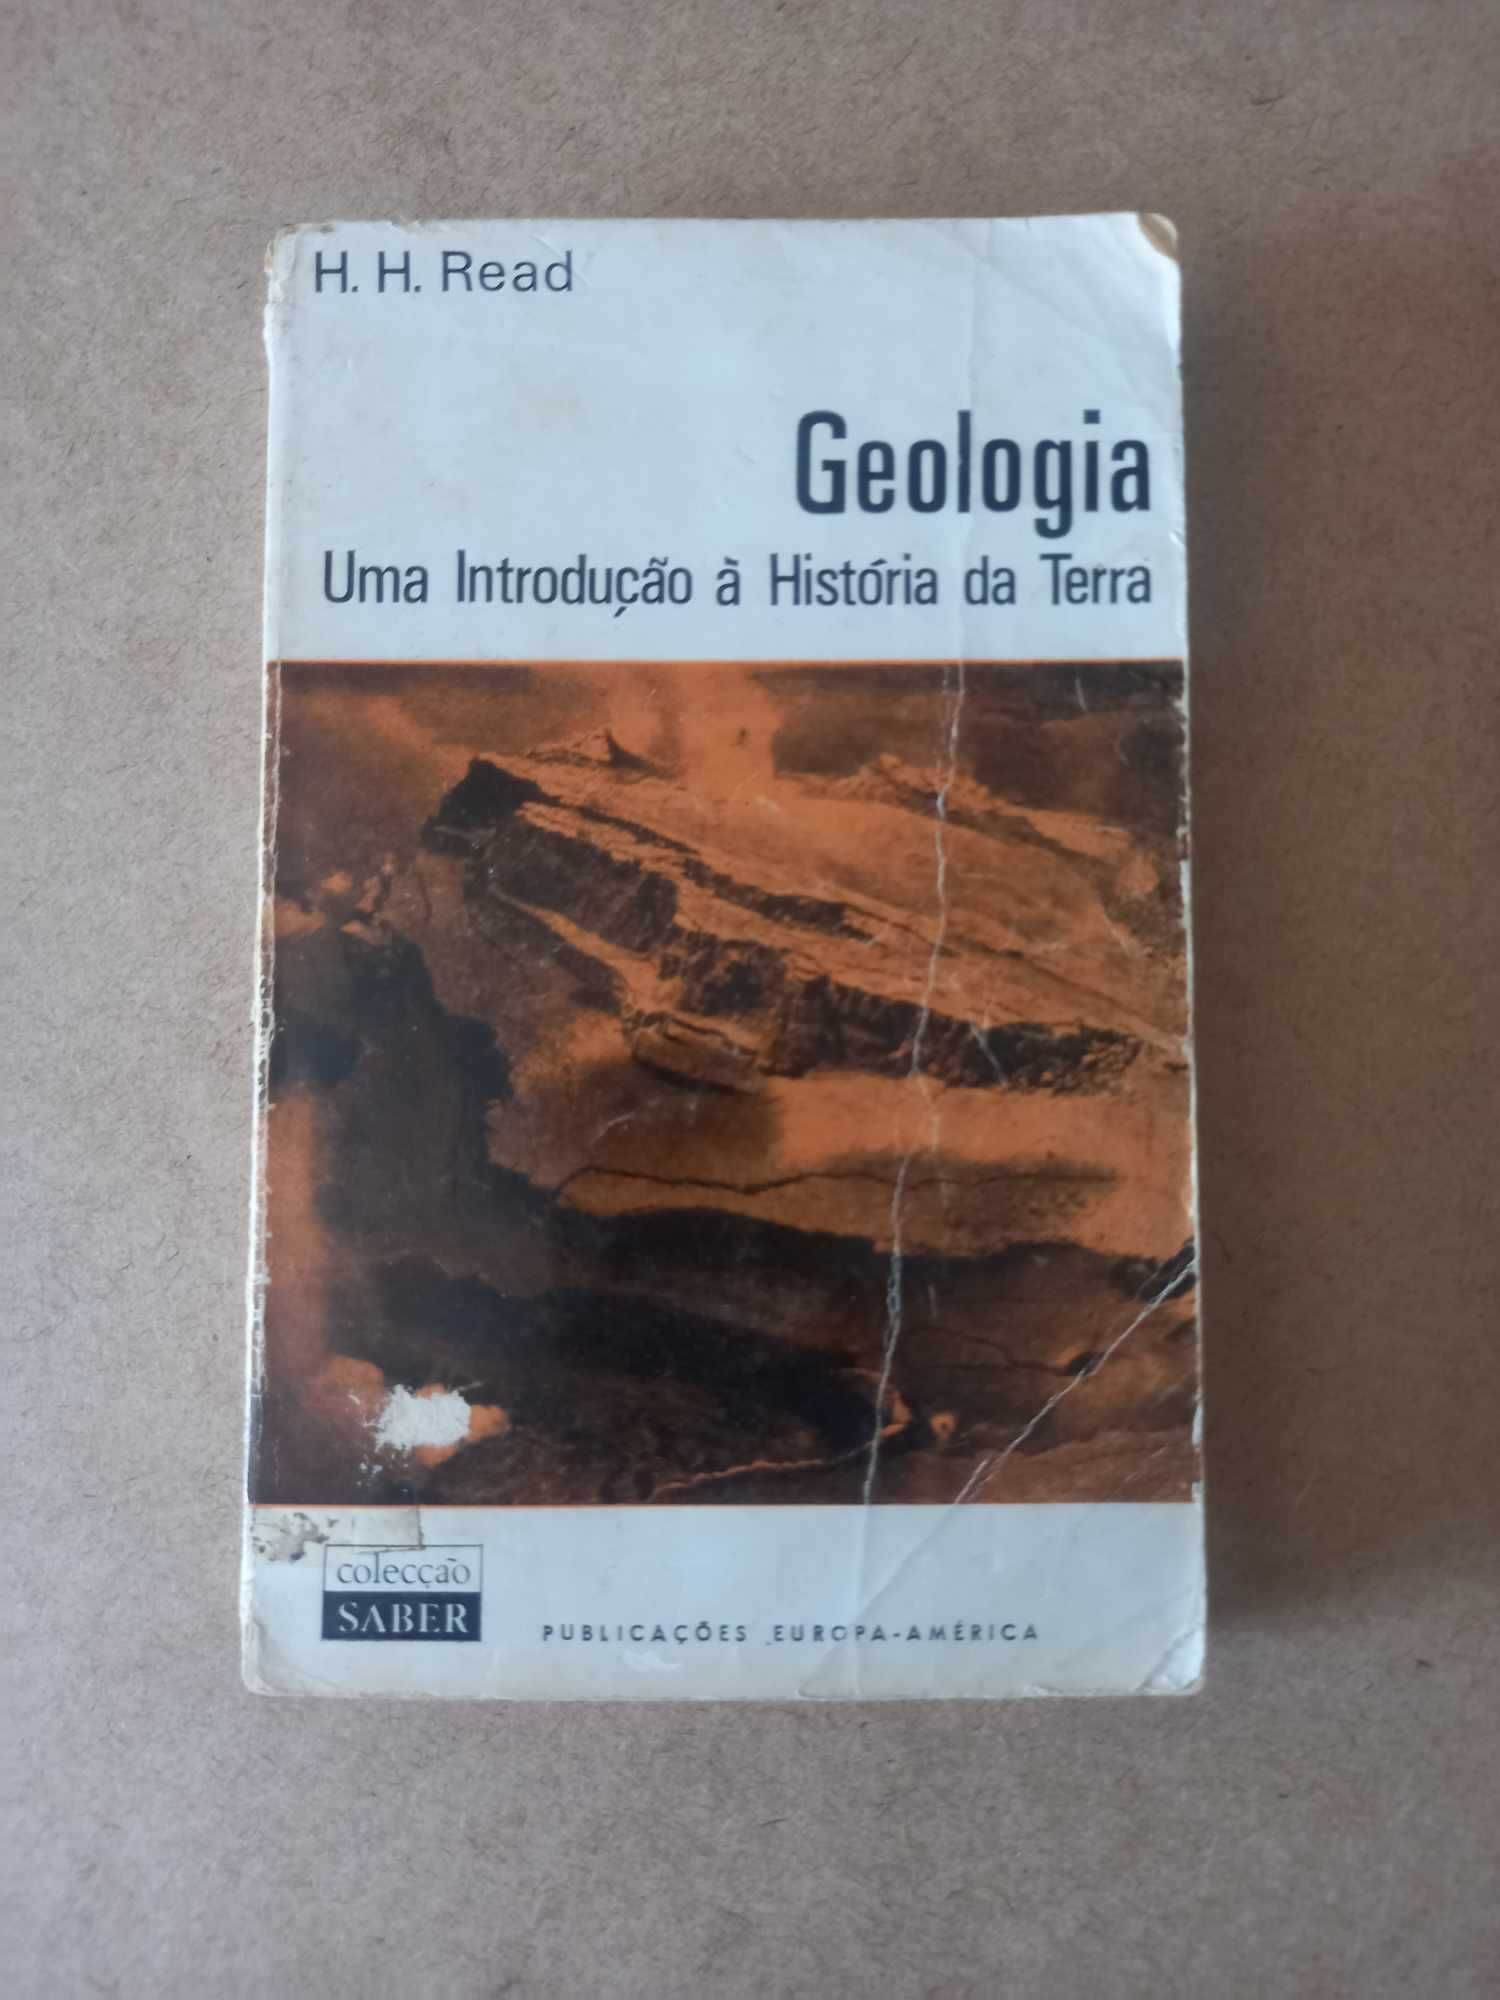 H. H. Read
Geologia
Uma Introdução à História da Terra
colecção
SABER
PUBLICAÇÕES EUROPA-AMÉRICA